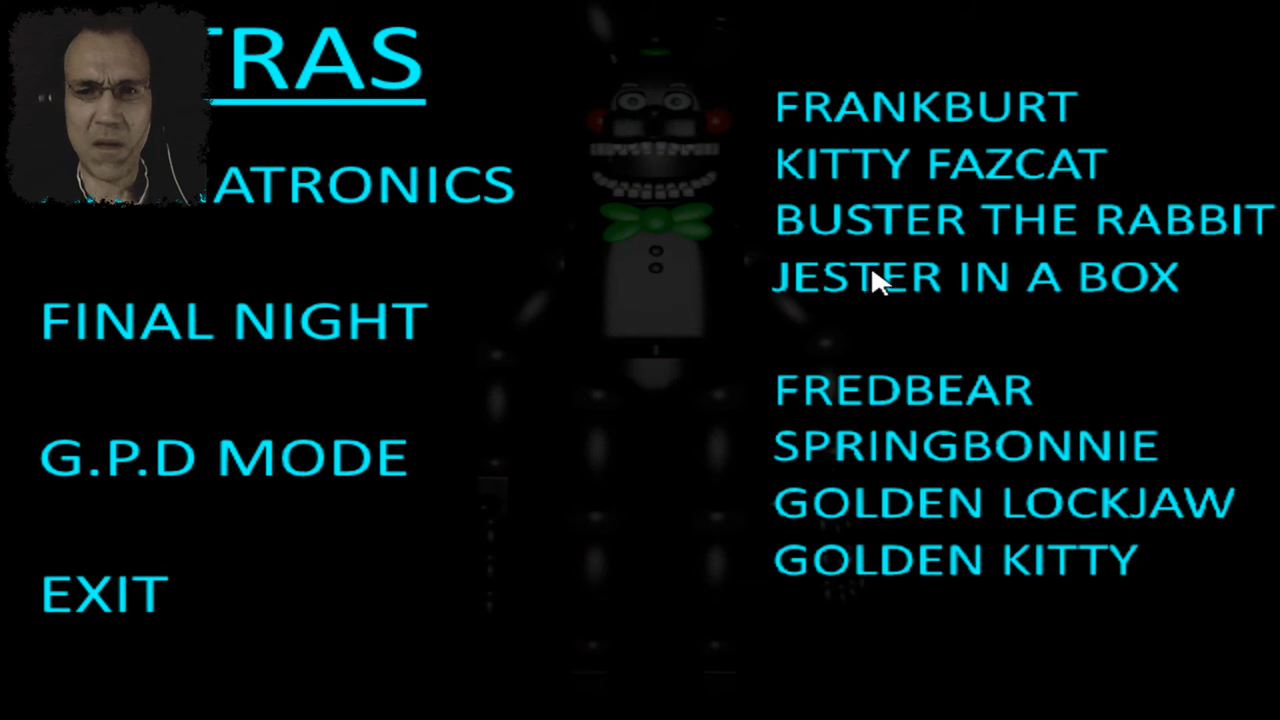 TRAS
ATRONICS
FINAL NIGHT
G.P.D MODE
EXIT
FRANKBURT
KITTY FAZCAT
BUSTER THE RABBIT
JESTER IN A BOX
FREDBEAR
SPRINGBONNIE
GOLDEN LOCKJAW
GOLDEN KITTY